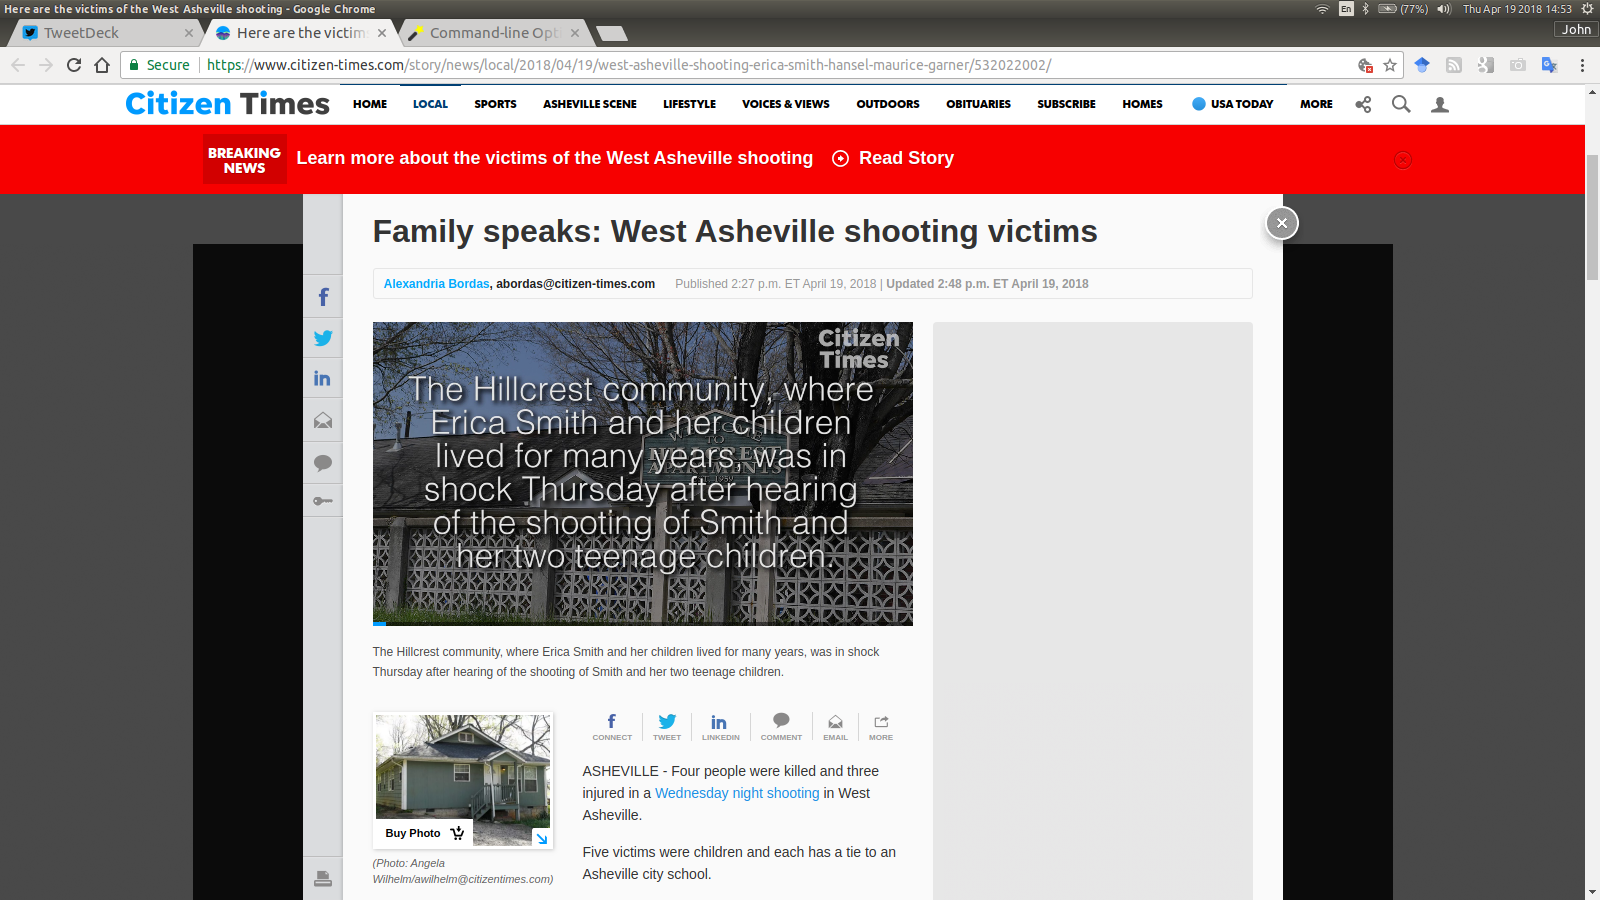 Here are the victims of the West Asheville shooting - Google Chrome
En
(77%)
Thu Apr 19 2018 14:53
TweetDeck
Here are the victims
Command-line Opt
John
Secure
https://www.citizen-times.com/story/news/local/2018/04/19/west-asheville-shooting-erica-smith-hansel-maurice-garner/532022002/
Citizen Times
HOME
LOCAL
SPORTS
ASHEVILLE SCENE
LIFESTYLE
VOICES & VIEWS
OUTDOORS
OBITUARIES
SUBSCRIBE
HOMES
USA TODAY
MORE
BREAKING
NEWS
Learn more about the victims of the West Asheville shooting
Read Story
Family speaks: West Asheville shooting victims
Alexandria Bordas, abordas@citizen-times.com
Published 2:27 p.m. ET April 19, 2018 | Updated 2:48 p.m. ET April 19, 2018
Citizen
Times
The Hillcrest community, where
Erica Smith and her children
lived for many years, was in
shock Thursday after hearing
of the shooting of Smith and
her two teenage children.
WELCOME
TO
HILLCREST
APARTMENTS
EST. 1959
The Hillcrest community, where Erica Smith and her children lived for many years, was in shock
Thursday after hearing of the shooting of Smith and her two teenage children.
Buy Photo
(Photo: Angela
Wilhelm/awilhelm@citizentimes.com)
CONNECT
TWEET
LINKEDIN
COMMENT
EMAIL
MORE
ASHEVILLE - Four people were killed and three
injured in a Wednesday night shooting in West
Asheville.
Five victims were children and each has a tie to an
Asheville city school.